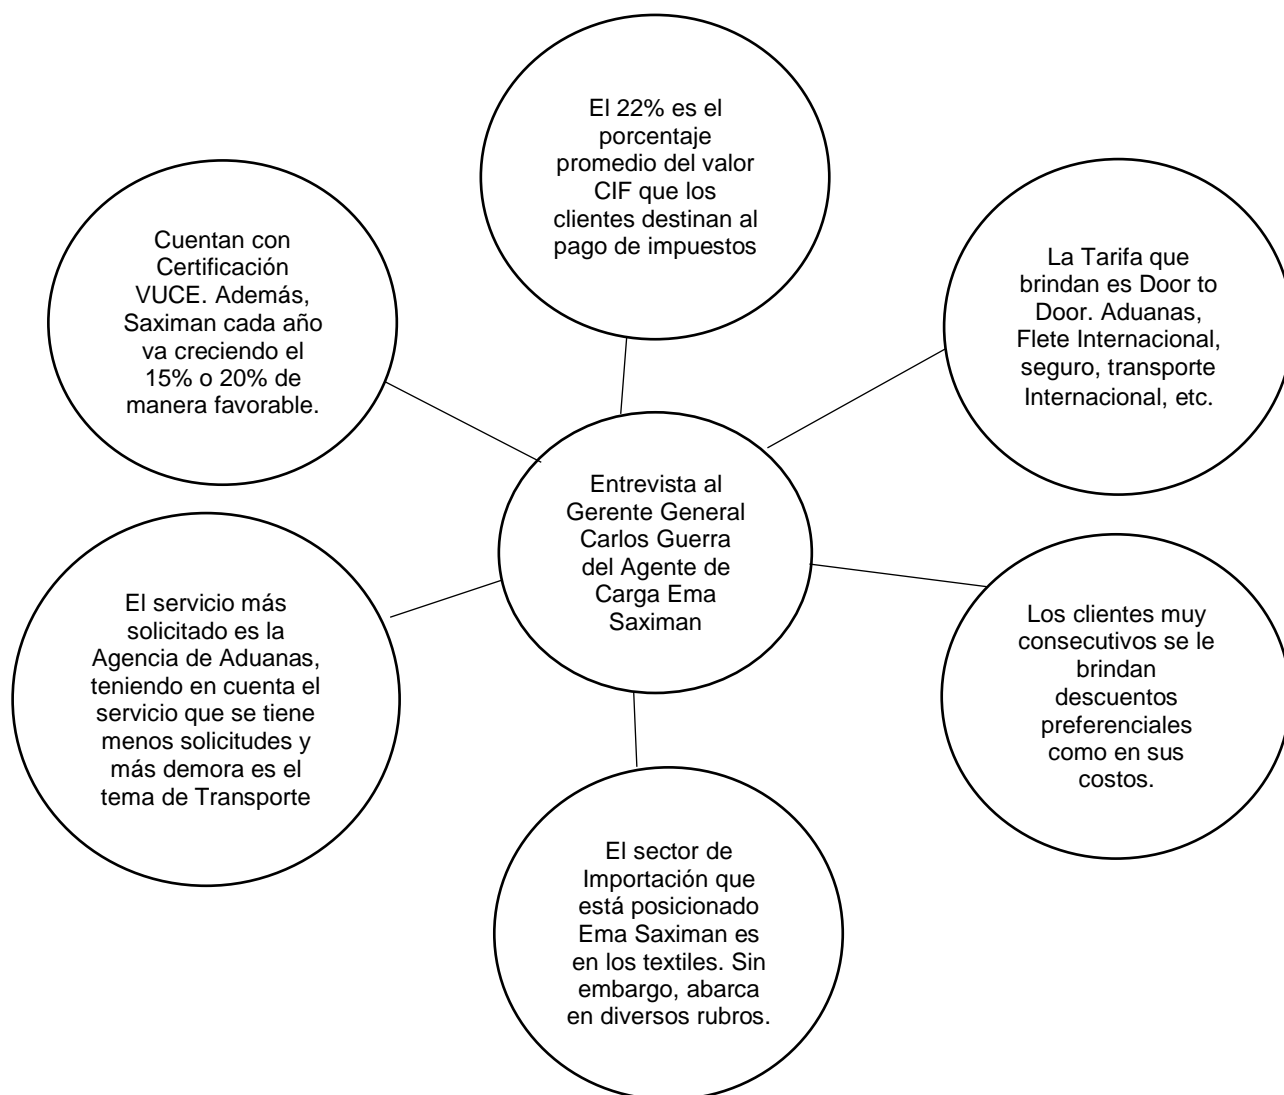 El 22% es el
porcentaje
promedio del valor
CIF que los
clientes destinan al
pago de impuestos
Cuentan con
Certificación
VUCE. Además,
Saximan cada año
va creciendo el
15% o 20% de
manera favorable.
La Tarifa que
brindan es Door to
Door. Aduanas,
Flete Internacional,
seguro, transporte
Internacional, etc.
Entrevista al
Gerente General
Carlos Guerra
del Agente de
Carga Ema
Saximan
El servicio más
solicitado es la
Agencia de Aduanas,
teniendo en cuenta el
servicio que se tiene
menos solicitudes y
más demora es el
tema de Transporte
Los clientes muy
consecutivos se le
brindan
descuentos
preferenciales
como en sus
costos.
El sector de
Importación que
está posicionado
Ema Saximan es
en los textiles. Sin
embargo, abarca
en diversos rubros.